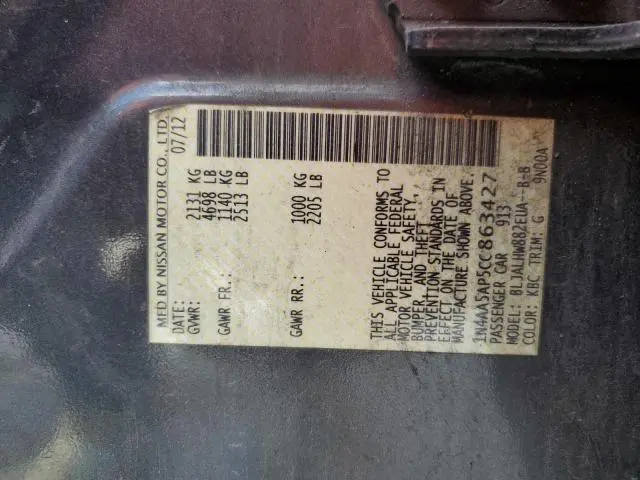 MFD BY NISSAN MOTOR CO., LTD.
DATE: 07/12
GVWR: 2131 KG
4698 LB
GAWR FR.: 1140 KG
2513 LB
GAWR RR.: 1000 KG
2205 LB
THIS VEHICLE CONFORMS TO
ALL APPLICABLE FEDERAL
MOTOR VEHICLE SAFETY,
BUMPER, AND THEFT
PREVENTION STANDARDS IN
EFFECT ON THE DATE OF
MANUFACTURE SHOWN ABOVE.
1N4AA5AP5CC863427
PASSENGER CAR 913
MODEL: BLJALHW882EUA--B-B
COLOR: KBC TRIM: G 9N00A